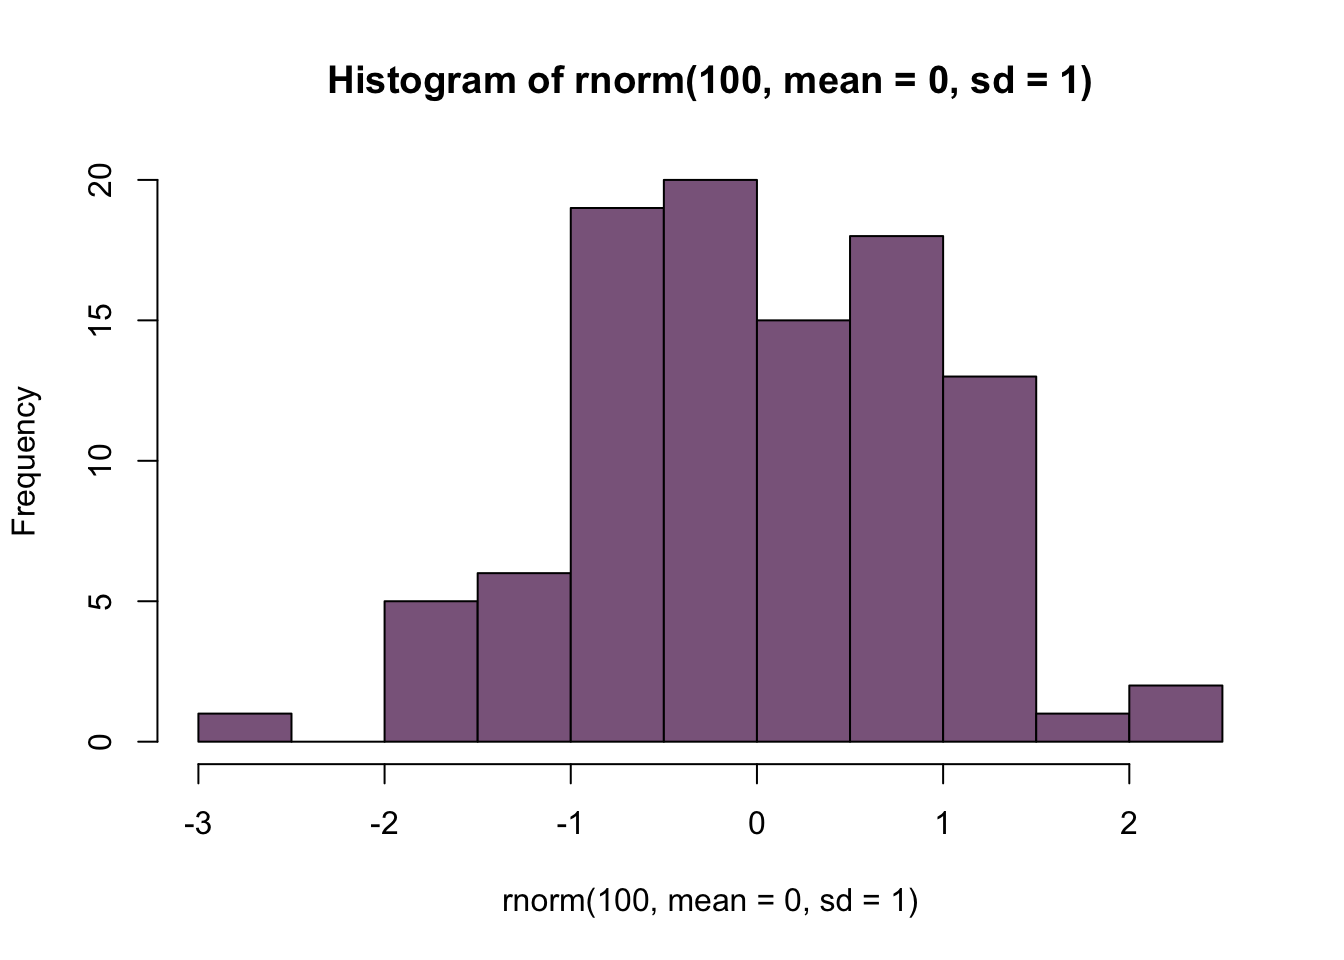 Histogram of rnorm(100, mean = 0, sd = 1)
Frequency
20
15
10
5
0
-3 -2 -1 0 1 2
rnorm(100, mean = 0, sd = 1)